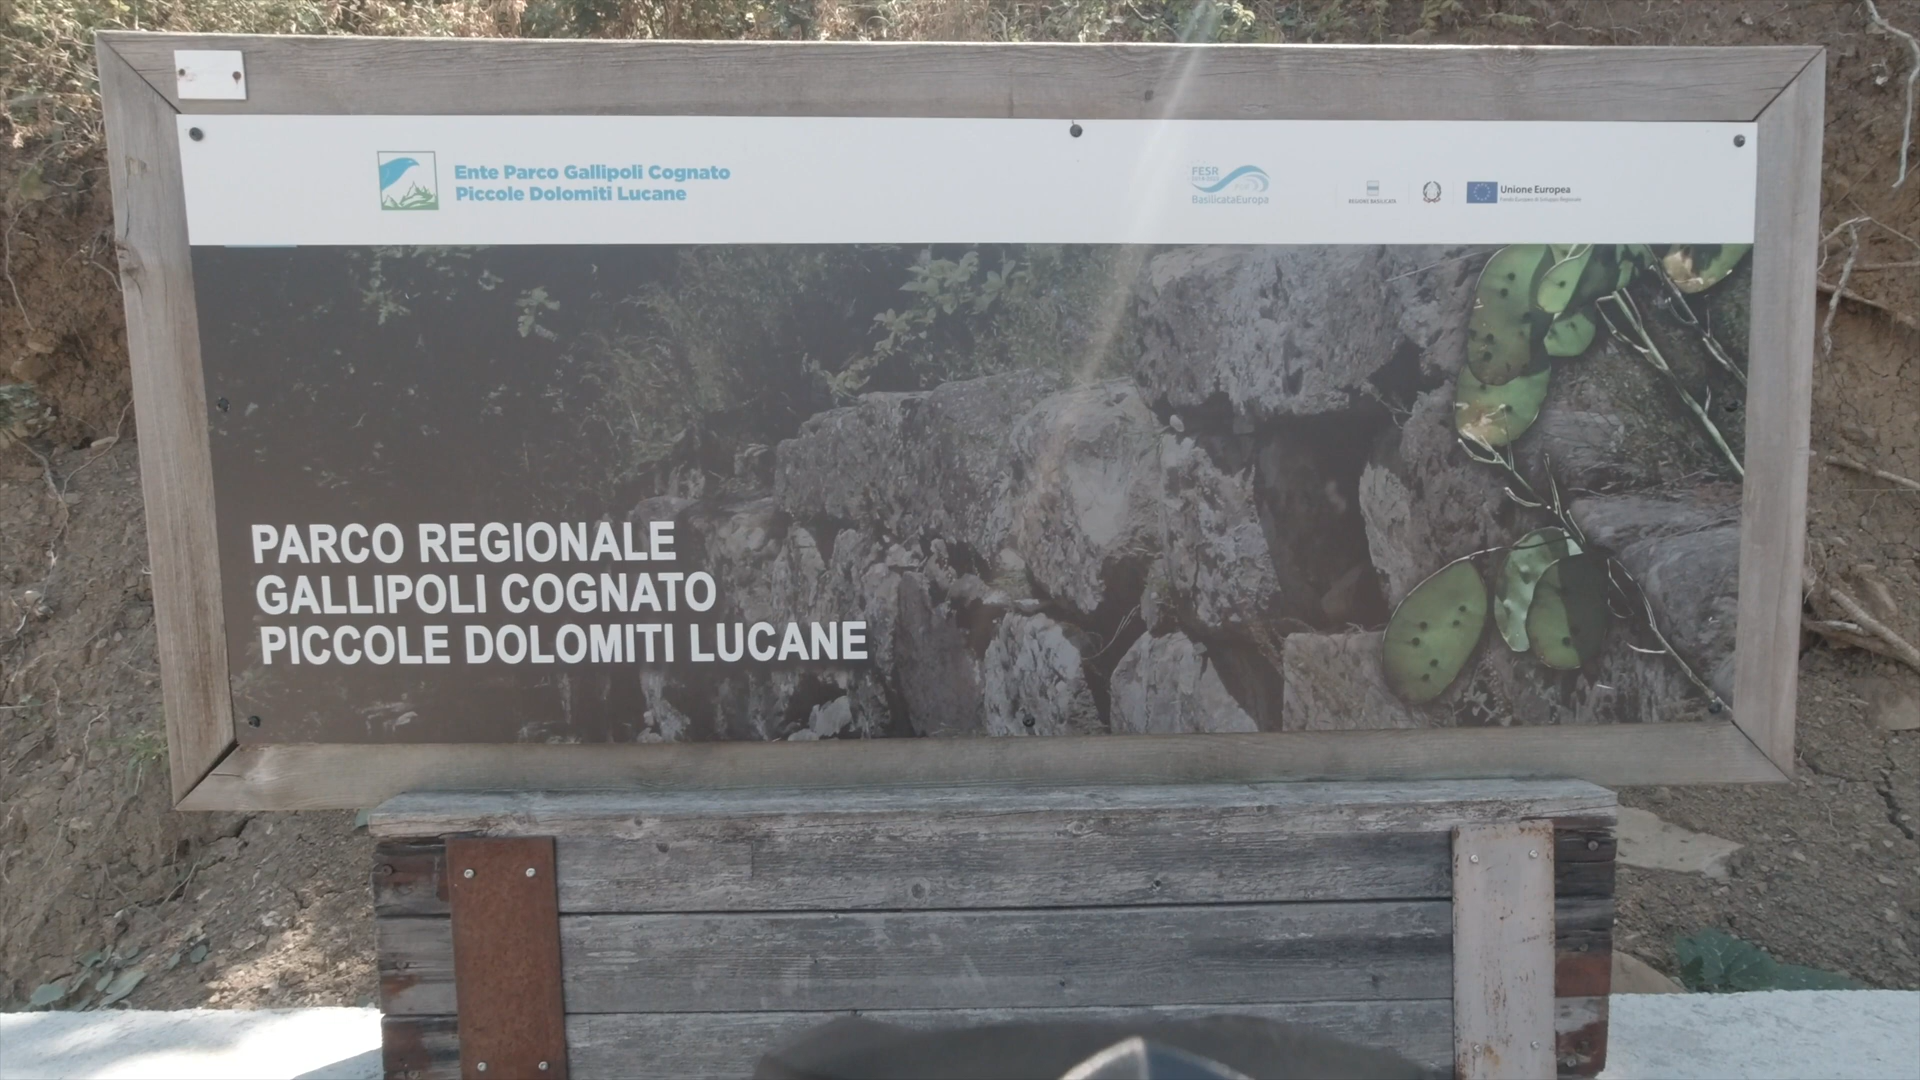 Ente Parco Gallipoli Cognato
Piccole Dolomiti Lucane
FESR
BasilicataEuropa
REGIONE BASILICATA
Unione Europea
Fondo Europeo di Sviluppo Regionale
PARCO REGIONALE
GALLIPOLI COGNATO
PICCOLE DOLOMITI LUCANE